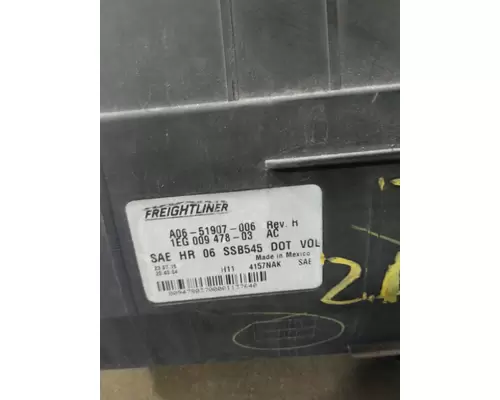 FREIGHTLINER
A06-51907-006 Rev. H
1EG 009 478-03 AC
SAE HR 06 SSB545 DOT VOL
Made in Mexico
HTY 4157NAK SAE